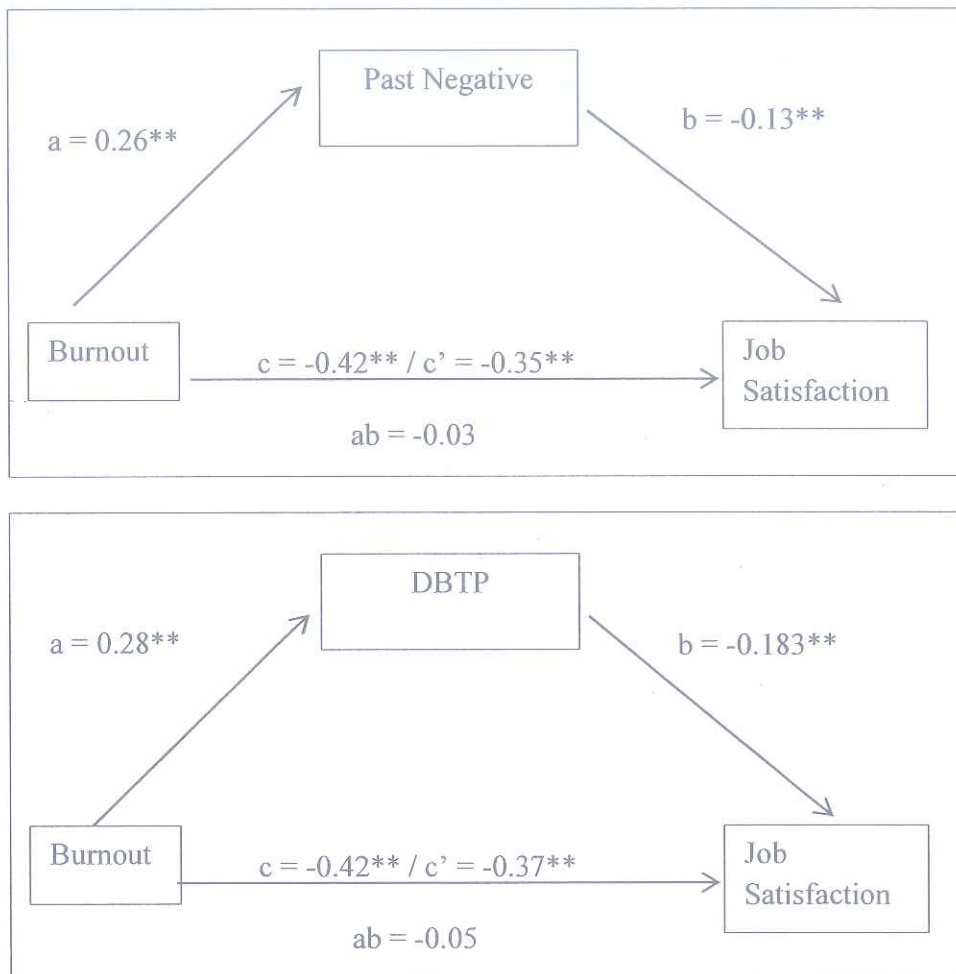 Past Negative
a = 0.26**
b = -0.13**
Burnout
c = -0.42** / c’ = -0.35**
Job
Satisfaction
ab = -0.03
DBTP
a = 0.28**
b = -0.183**
Burnout
c = -0.42** / c’ = -0.37**
Job
Satisfaction
ab = -0.05